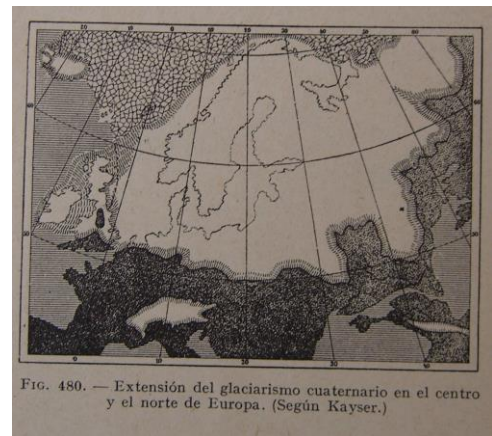 FIG. 480. — Extensión del glaciarismo cuaternario en el centro
y el norte de Europa. (Según Kayser.)